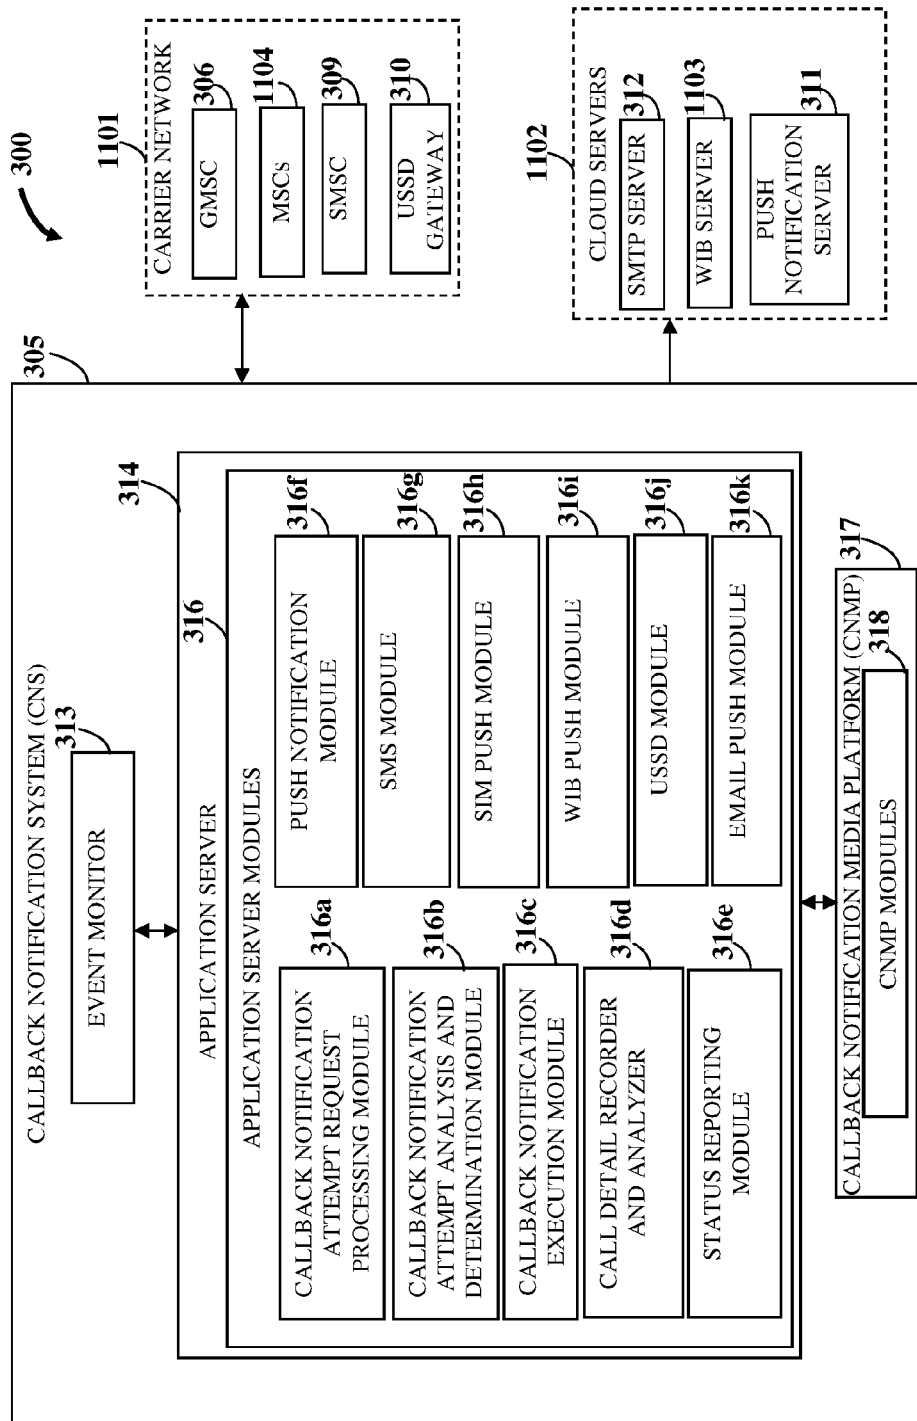 300
CALLBACK NOTIFICATION SYSTEM (CNS)
305
313
EVENT MONITOR
314
APPLICATION SERVER
316
APPLICATION SERVER MODULES
316a
CALLBACK NOTIFICATION
ATTEMPT REQUEST
PROCESSING MODULE
316b
CALLBACK NOTIFICATION
ATTEMPT ANALYSIS AND
DETERMINATION MODULE
316c
CALLBACK NOTIFICATION
EXECUTION MODULE
316d
CALL DETAIL RECORDER
AND ANALYZER
316e
STATUS REPORTING
MODULE
316f
PUSH NOTIFICATION
MODULE
316g
SMS MODULE
316h
SIM PUSH MODULE
316i
WIB PUSH MODULE
316j
USSD MODULE
316k
EMAIL PUSH MODULE
317
CALLBACK NOTIFICATION MEDIA PLATFORM (CNMP)
318
CNMP MODULES
1101
CARRIER NETWORK
306
GMSC
1104
MSCs
309
SMSC
310
USSD
GATEWAY
1102
CLOUD SERVERS
312
SMTP SERVER
1103
WIB SERVER
311
PUSH
NOTIFICATION
SERVER